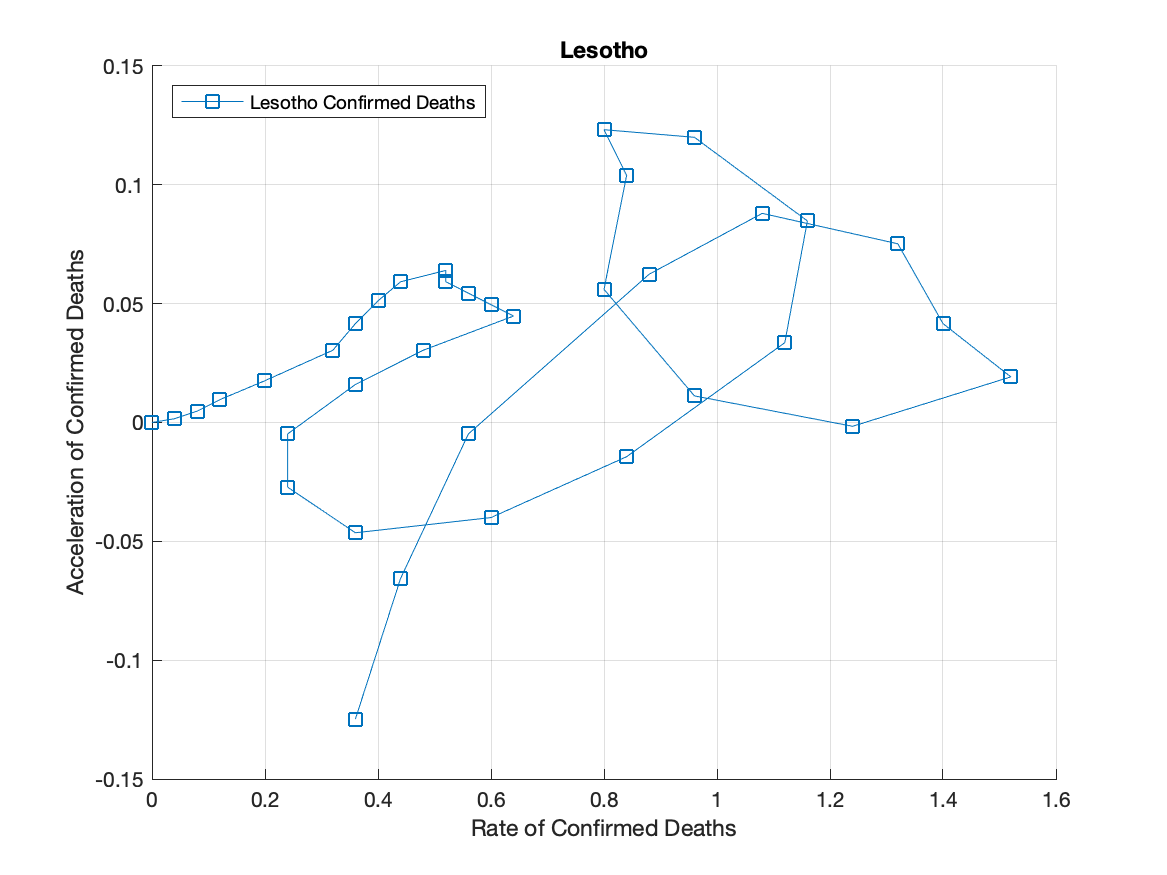 Lesotho
Lesotho Confirmed Deaths
0.15
0.1
0.05
0
-0.05
-0.1
-0.15
Acceleration of Confirmed Deaths
0 0.2 0.4 0.6 0.8 1 1.2 1.4 1.6
Rate of Confirmed Deaths